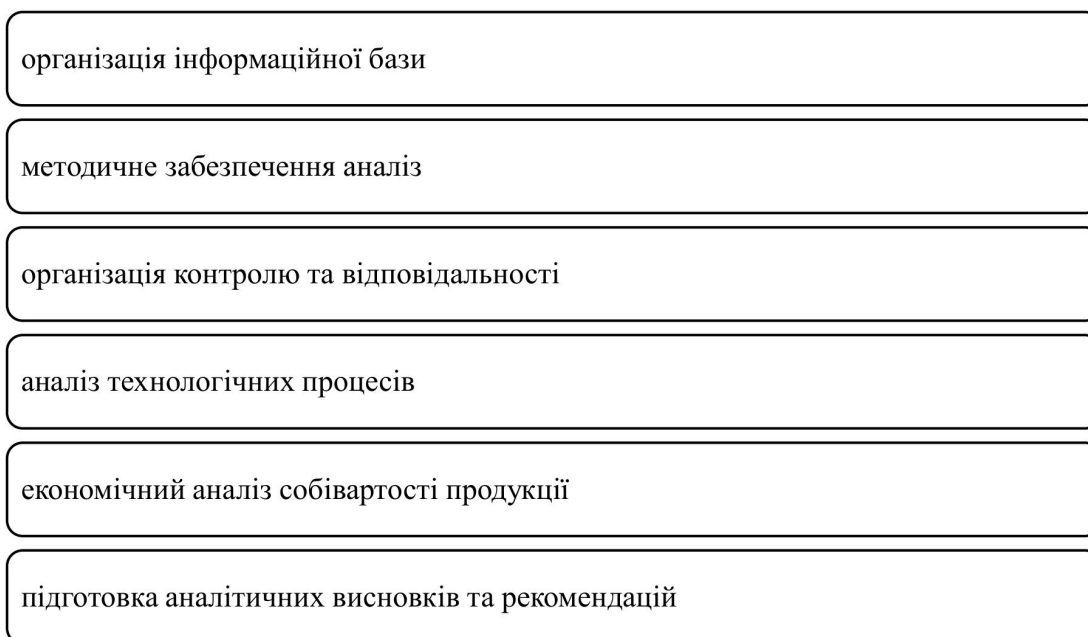 організація інформаційної бази
методичне забезпечення аналіз
організація контролю та відповідальності
аналіз технологічних процесів
економічний аналіз собівартості продукції
підготовка аналітичних висновків та рекомендацій